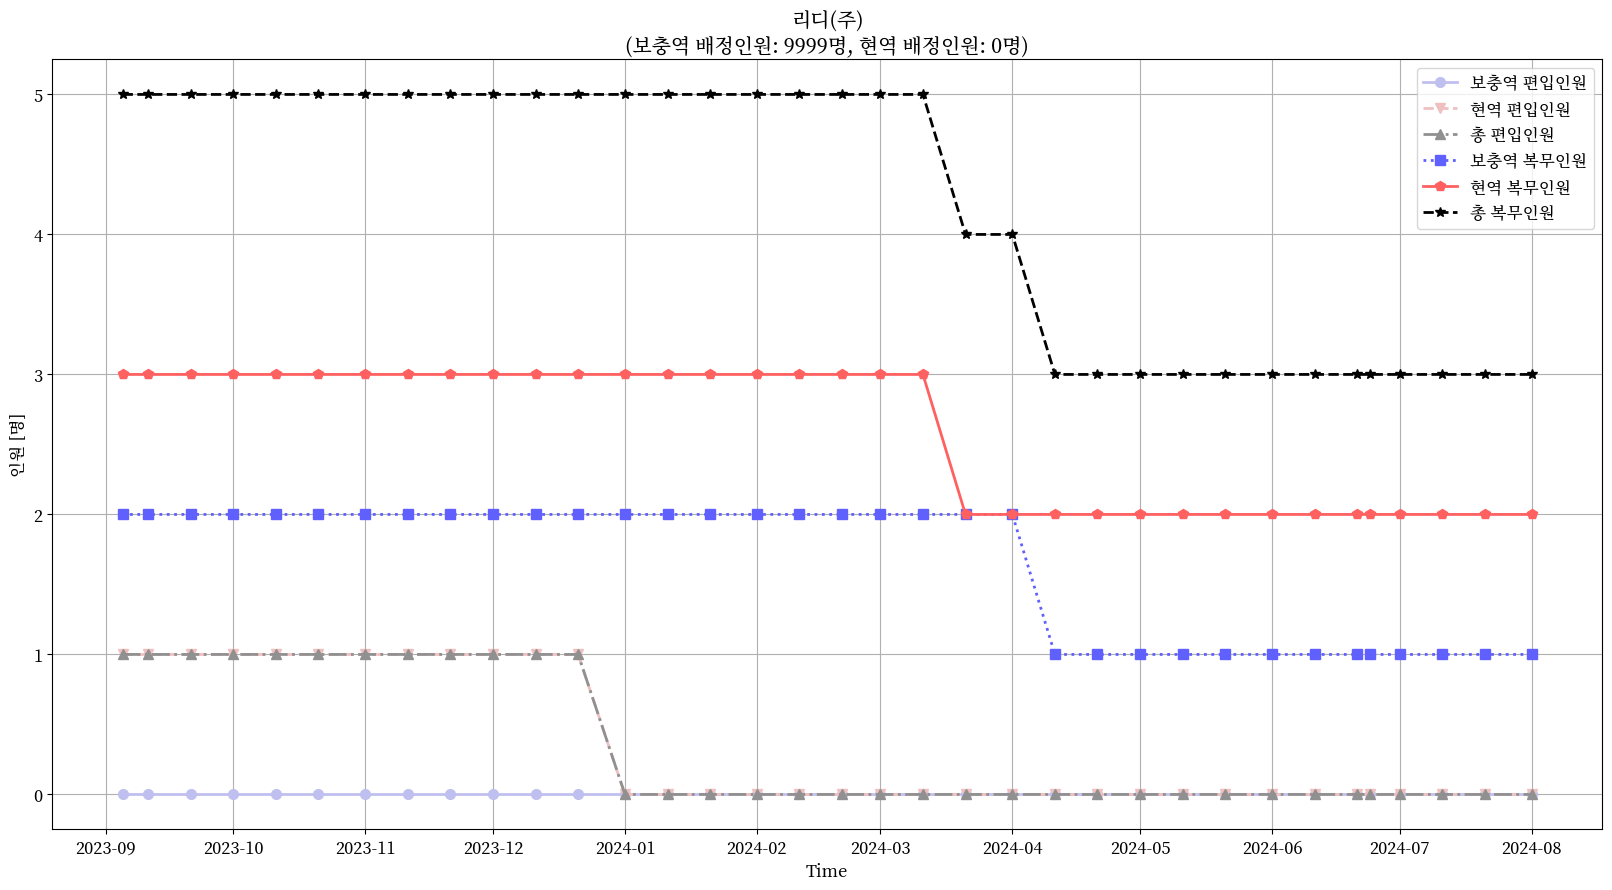 리디(주)
(보충역 배정인원: 9999명, 현역 배정인원: 0명)
보충역 편입인원
현역 편입인원
총 편입인원
보충역 복무인원
현역 복무인원
총 복무인원
인원 [명]
5
4
3
2
1
0
2023-09 2023-10 2023-11 2023-12 2024-01 2024-02 2024-03 2024-04 2024-05 2024-06 2024-07 2024-08
Time